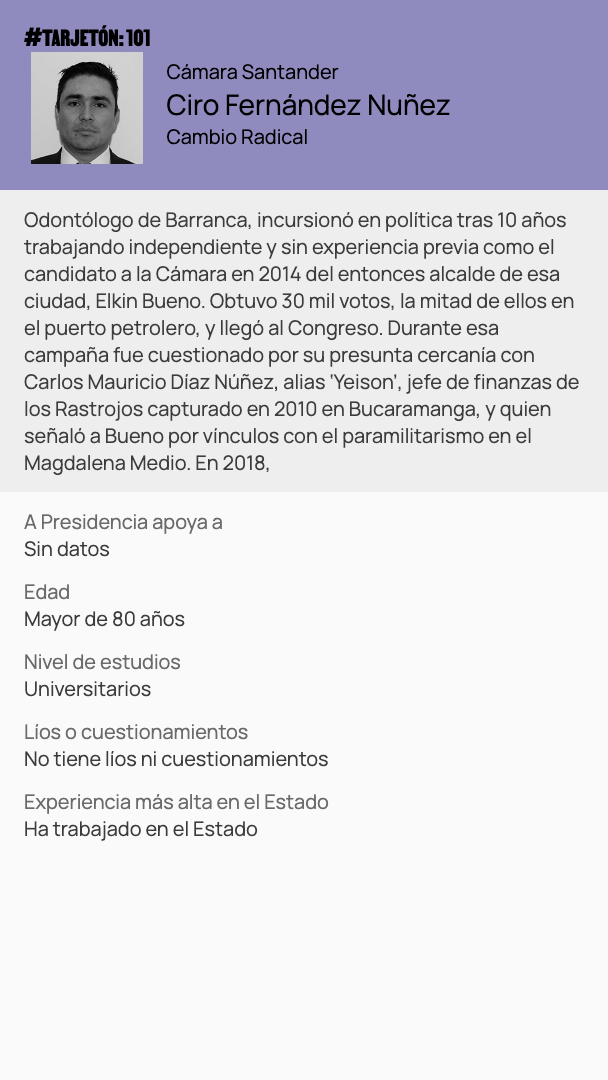 #TARJETÓN: 101
Cámara Santander
Ciro Fernández Nuñez
Cambio Radical
Odontólogo de Barranca, incursionó en política tras 10 años
trabajando independiente y sin experiencia previa como el
candidato a la Cámara en 2014 del entonces alcalde de esa
ciudad, Elkin Bueno. Obtuvo 30 mil votos, la mitad de ellos en
el puerto petrolero, y llegó al Congreso. Durante esa
campaña fue cuestionado por su presunta cercanía con
Carlos Mauricio Díaz Núñez, alias ‘Yeison’, jefe de finanzas de
los Rastrojos capturado en 2010 en Bucaramanga, y quien
señaló a Bueno por vínculos con el paramilitarismo en el
Magdalena Medio. En 2018,
A Presidencia apoya a
Sin datos
Edad
Mayor de 80 años
Nivel de estudios
Universitarios
Líos o cuestionamientos
No tiene líos ni cuestionamientos
Experiencia más alta en el Estado
Ha trabajado en el Estado